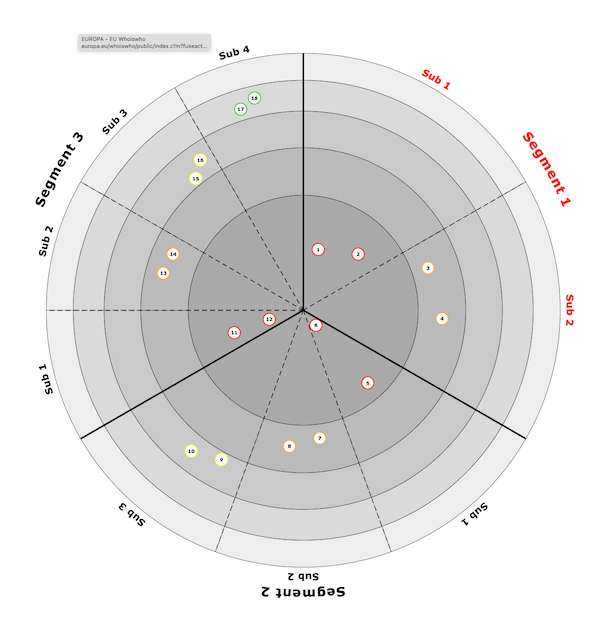 EUROPA - EU Whoiswho
europa.eu/whoiswho/public/index.cfm?fuseact...
Sub 4
Sub 1
Sub 3
Segment 3
Segment 1
Sub 2
Sub 2
Sub 1
Sub 3
Sub 2
Sub 1
Segment 2
18
17
16
15
14
13
1
2
3
4
12
11
6
5
7
8
10
9